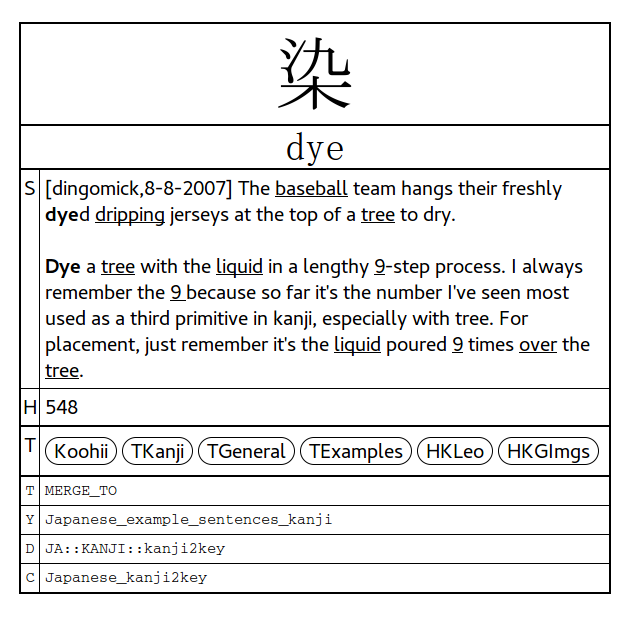 染
dye
S [dingomick,8-8-2007] The baseball team hangs their freshly
dyed dripping jerseys at the top of a tree to dry.
Dye a tree with the liquid in a lengthy 9-step process. I always
remember the 9 because so far it's the number I've seen most
used as a third primitive in kanji, especially with tree. For
placement, just remember it's the liquid poured 9 times over the
tree.
H 548
T Koohii TKanji TGeneral TExamples HKLeo HKGImgs
T MERGE_TO
Y Japanese_example_sentences_kanji
D JA::KANJI::kanji2key
C Japanese_kanji2key